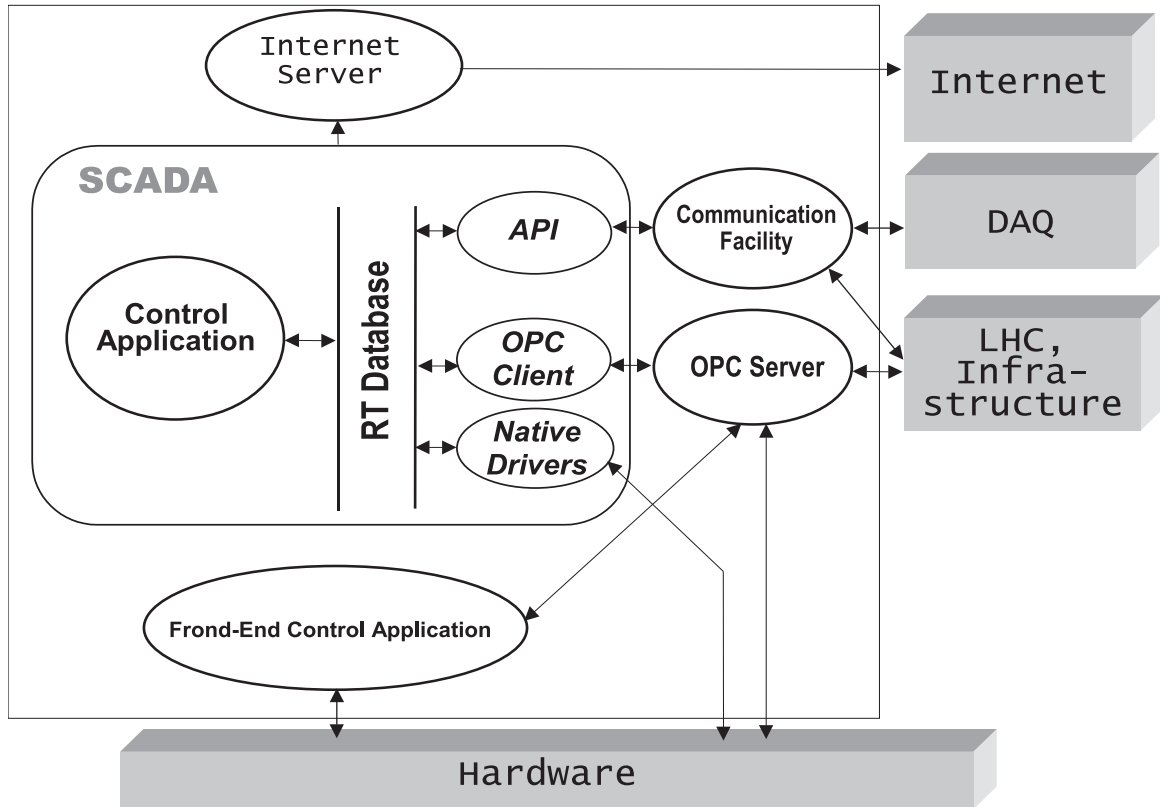 Internet
Server
Internet
SCADA
API
Communication
Facility
DAQ
Control
Application
RT Database
OPC
Client
OPC Server
LHC,
Infra-
structure
Native
Drivers
Frond-End Control Application
Hardware